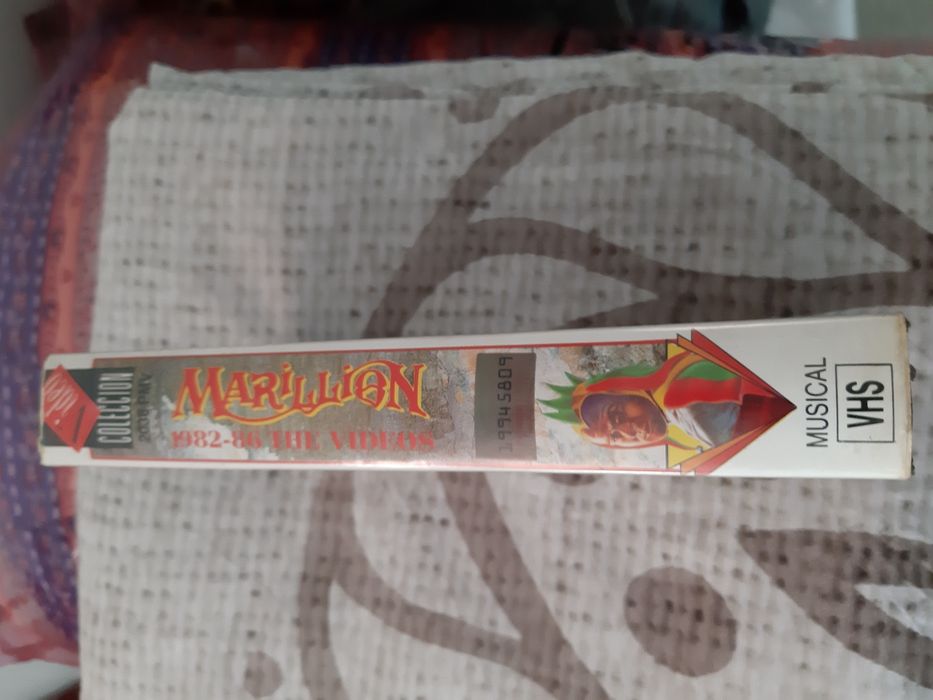 COLECCION
MARILLION
1982-86 THE VIDEOS
19945809
MUSICAL
VHS